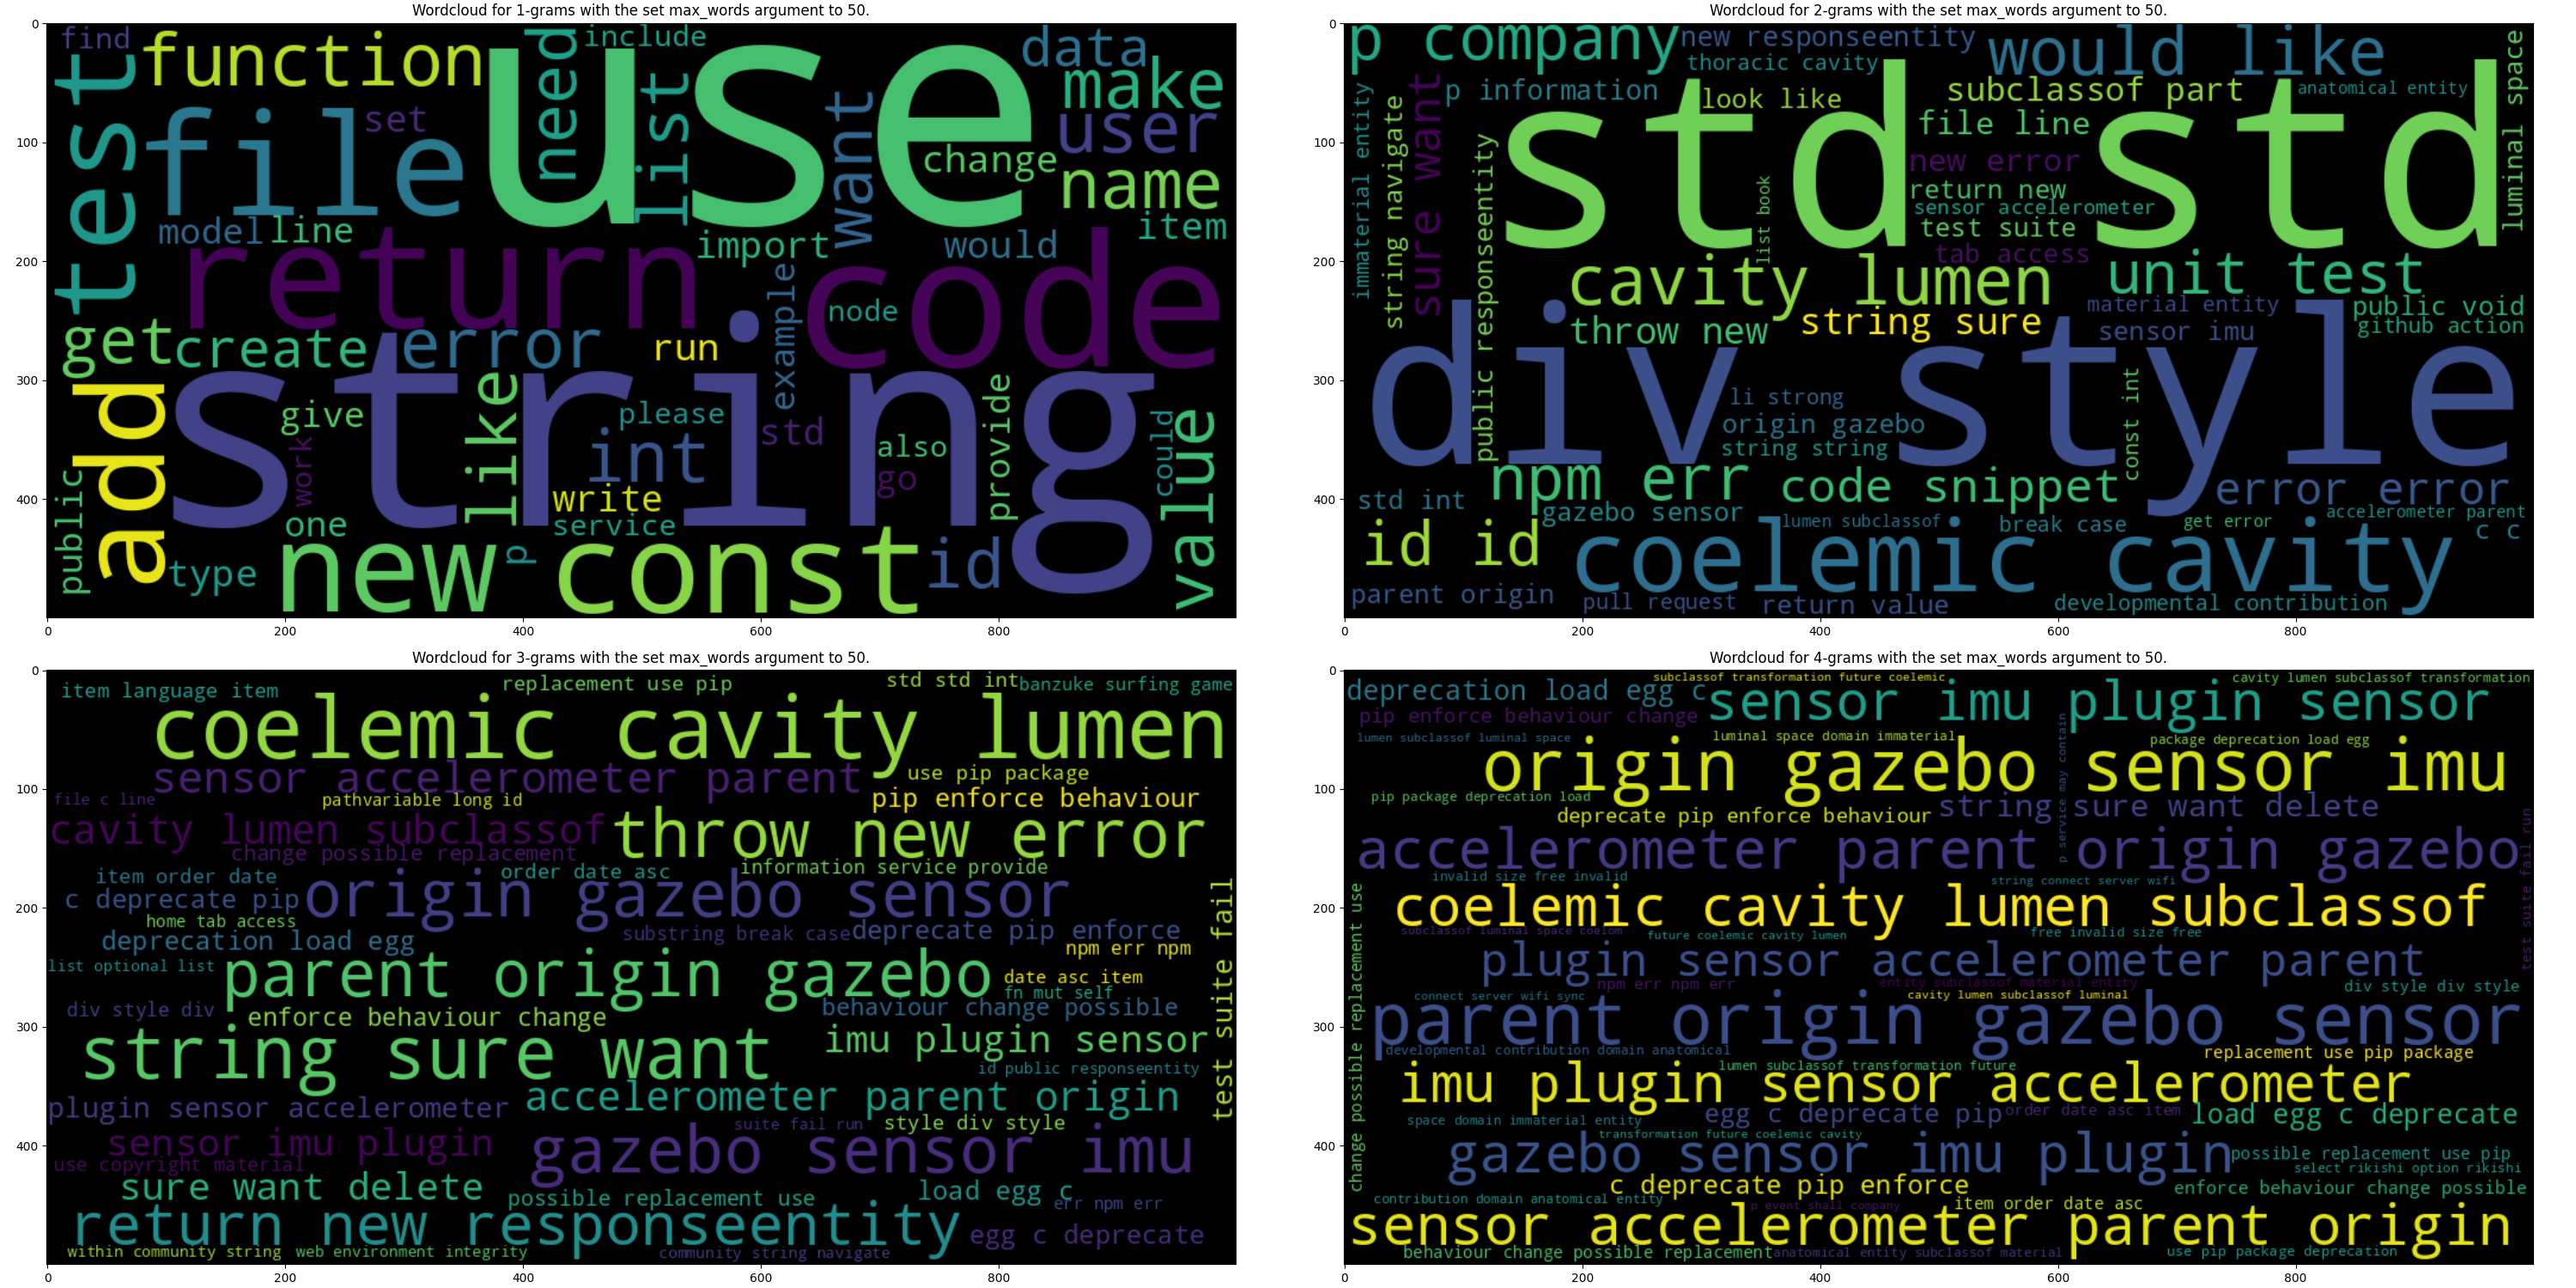 Wordcloud for 1-grams with the set max_words argument to 50.
0
100
200
300
400
0
200
400
600
800
find
function
use
need
include
data
make
test
file
set
list
want
change
user
name
item
model
line
import
would
return
code
get
create
error
run
example
node
string
add
give
like
please
int
std
also
go
provide
could
value
work
public
write
service
one
type
new
p
const
id
Wordcloud for 2-grams with the set max_words argument to 50.
0
100
200
300
400
0
200
400
600
800
p company
new responseentity
would like
thoracic cavity
luminal space
p information
look like
subclassof part
anatomical entity
std std
file line
new error
return new
sensor accelerometer
test suite
tab access
immaterial entity
string navigate
sure want
public responseentity
list book
cavity lumen
unit test
material entity
public void
throw new
string sure
sensor imu
github action
div style
li strong
origin gazebo
string string
const int
npm err
code snippet
error error
std int
gazebo sensor
lumen subclassof
break case
get error
accelerometer parent
c c
id id
coelemic cavity
parent origin
pull request
return value
developmental contribution
Wordcloud for 3-grams with the set max_words argument to 50.
0
100
200
300
400
0
200
400
600
800
item language item
replacement use pip
std std int
banzuke surfing game
coelemic cavity lumen
sensor accelerometer parent
use pip package
file c line
pathvariable long id
pip enforce behaviour
cavity lumen subclassof
throw new error
change possible replacement
information service provide
item order date
order date asc
c deprecate pip
origin gazebo sensor
home tab access
substring break case
deprecate pip enforce
deprecation load egg
npm err npm
list optional list
parent origin gazebo
date asc item
fn mut self
div style div
enforce behaviour change
behaviour change possible
test suite fail
string sure want
imu plugin sensor
id public responseentity
plugin sensor accelerometer
accelerometer parent origin
suite fail run
style div style
sensor imu plugin
gazebo sensor imu
use copyright material
sure want delete
possible replacement use
load egg c
err npm err
return new responseentity
egg c deprecate
within community string
web environment integrity
community string navigate
Wordcloud for 4-grams with the set max_words argument to 50.
0
100
200
300
400
0
200
400
600
800
subclassof transformation future coelemic
cavity lumen subclassof transformation
deprecation load egg c
sensor imu plugin sensor
pip enforce behaviour change
lumen subclassof luminal space
luminal space domain immaterial
package deprecation load egg
origin gazebo sensor imu
p service may contain
pip package deprecation load
string sure want delete
deprecate pip enforce behaviour
accelerometer parent origin gazebo
test suite fail run
invalid size free invalid
string connect server wifi
coelemic cavity lumen subclassof
change possible replacement use
subclassof luminal space coelom
future coelemic cavity lumen
free invalid size free
plugin sensor accelerometer parent
npm err npm err
entity subclassof material entity
div style div style
connect server wifi sync
cavity lumen subclassof luminal
parent origin gazebo sensor
developmental contribution domain anatomical
replacement use pip package
lumen subclassof transformation future
imu plugin sensor accelerometer
space domain immaterial entity
egg c deprecate pip
order date asc item
load egg c deprecate
transformation future coelemic cavity
gazebo sensor imu plugin
possible replacement use pip
select rikishi option rikishi
c deprecate pip enforce
enforce behaviour change possible
contribution domain anatomical entity
p event shall company
item order date asc
sensor accelerometer parent origin
behaviour change possible replacement
anatomical entity subclassof material
use pip package deprecation